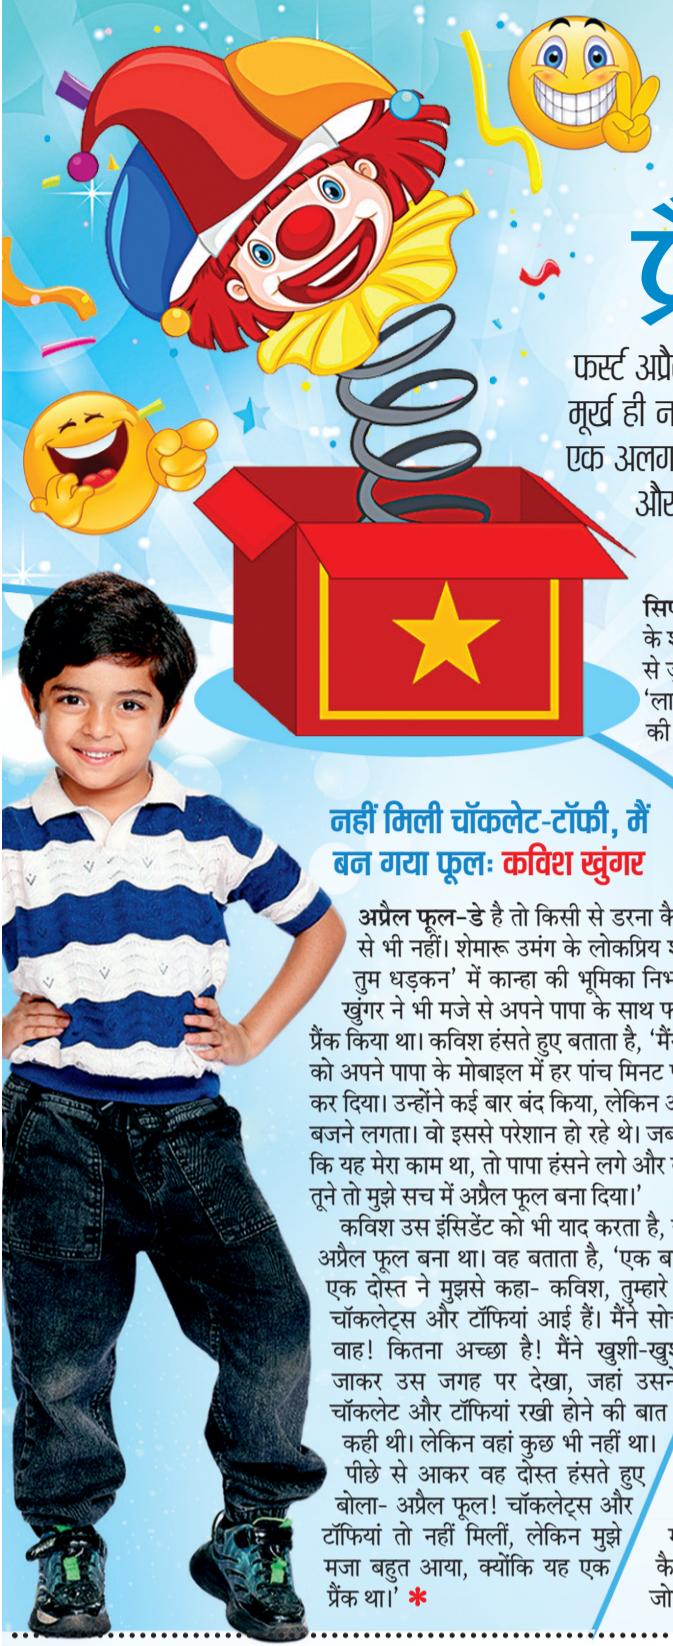 फर्स्ट
मूर्ख ही
एक अलग
और
के
से
की
नहीं मिली चॉकलेट-टॉफी, मैं
बन गया फूलः कविश खुंगर
अप्रैल फूल-डे है तो किसी से डरना
से भी नहीं। शेमारू उमंग के लोकप्रिय
तुम धड़कन’ में कान्हा की भूमिका
खुंगर ने भी मजे से अपने पापा के साथ
प्रैंक किया था। कविश हंसते हुए बताता है,
को अपने पापा के मोबाइल में हर पांच मिनट
कर दिया। उन्होंने कई बार बंद किया, लेकिन
बजने लगता। वो इससे परेशान हो रहे थे।
कि यह मेरा काम था, तो पापा हंसने लगे और
तूने तो मुझे सच में अप्रैल फूल बना दिया।’
कविश उस इंसिडेंट को भी याद करता है,
अप्रैल फूल बना था। वह बताता है, ‘एक
एक दोस्त ने मुझसे कहा- कविश, तुम्हारे
चॉकलेट्स और टॉफियां आई हैं। मैंने
वाह! कितना अच्छा है! मैंने
जाकर उस जगह पर देखा, जहां
चॉकलेट और टॉफियां रखी होने की बात
कही थी। लेकिन वहां कुछ भी नहीं था।
पीछे से आकर वह दोस्त हंसते हुए
बोला- अप्रैल फूल! चॉकलेट्स और
टॉफियां तो नहीं मिलीं, लेकिन मुझे
मजा बहुत आया, क्योंकि यह एक
प्रैंक था।’ *